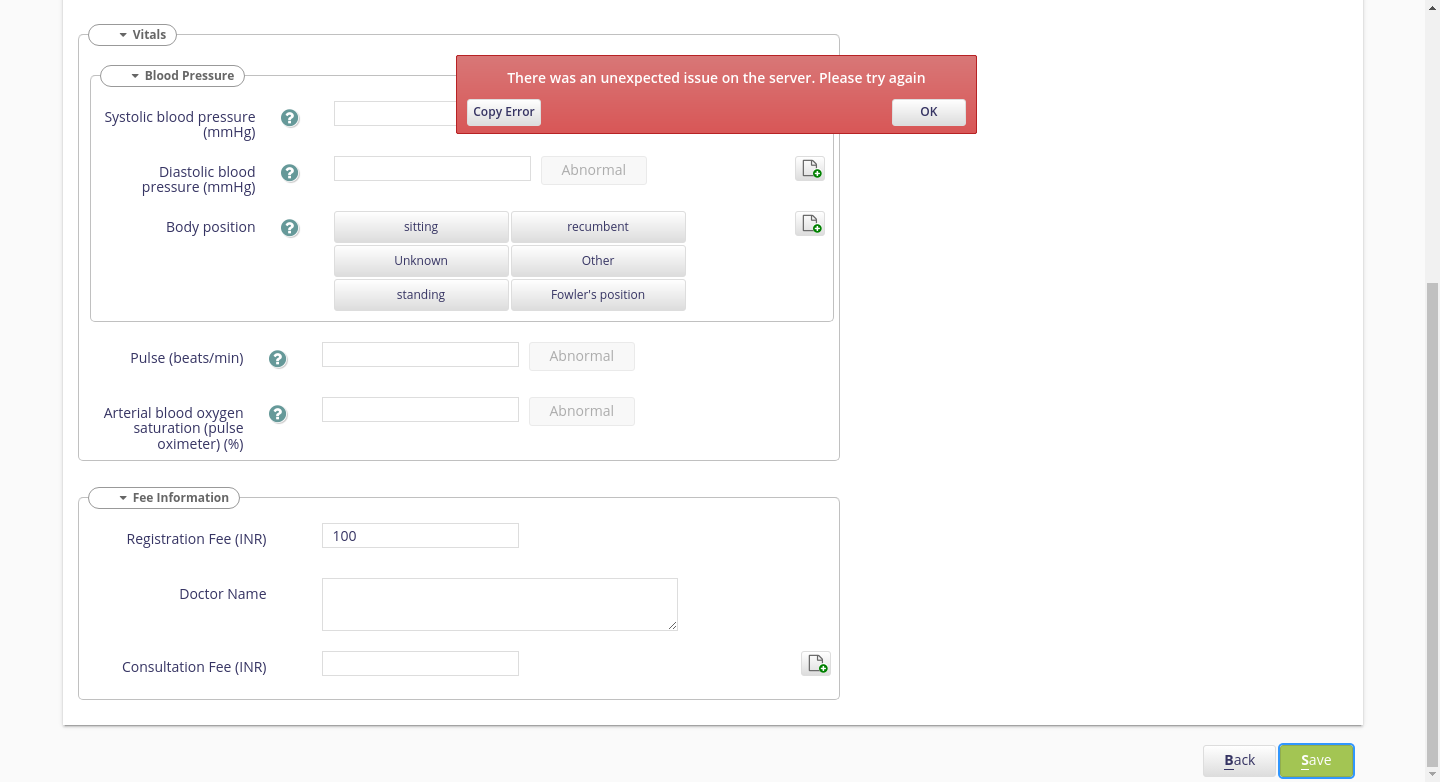 Vitals
Blood Pressure
There was an unexpected issue on the server. Please try again
Copy Error
OK
Systolic blood pressure
(mmHg)
?
Diastolic blood
pressure (mmHg)
?
Abnormal
Body position
?
sitting
recumbent
Unknown
Other
standing
Fowler's position
Pulse (beats/min)
?
Abnormal
Arterial blood oxygen
saturation (pulse
oximeter) (%)
?
Abnormal
Fee Information
Registration Fee (INR)
100
Doctor Name
Consultation Fee (INR)
Back
Save